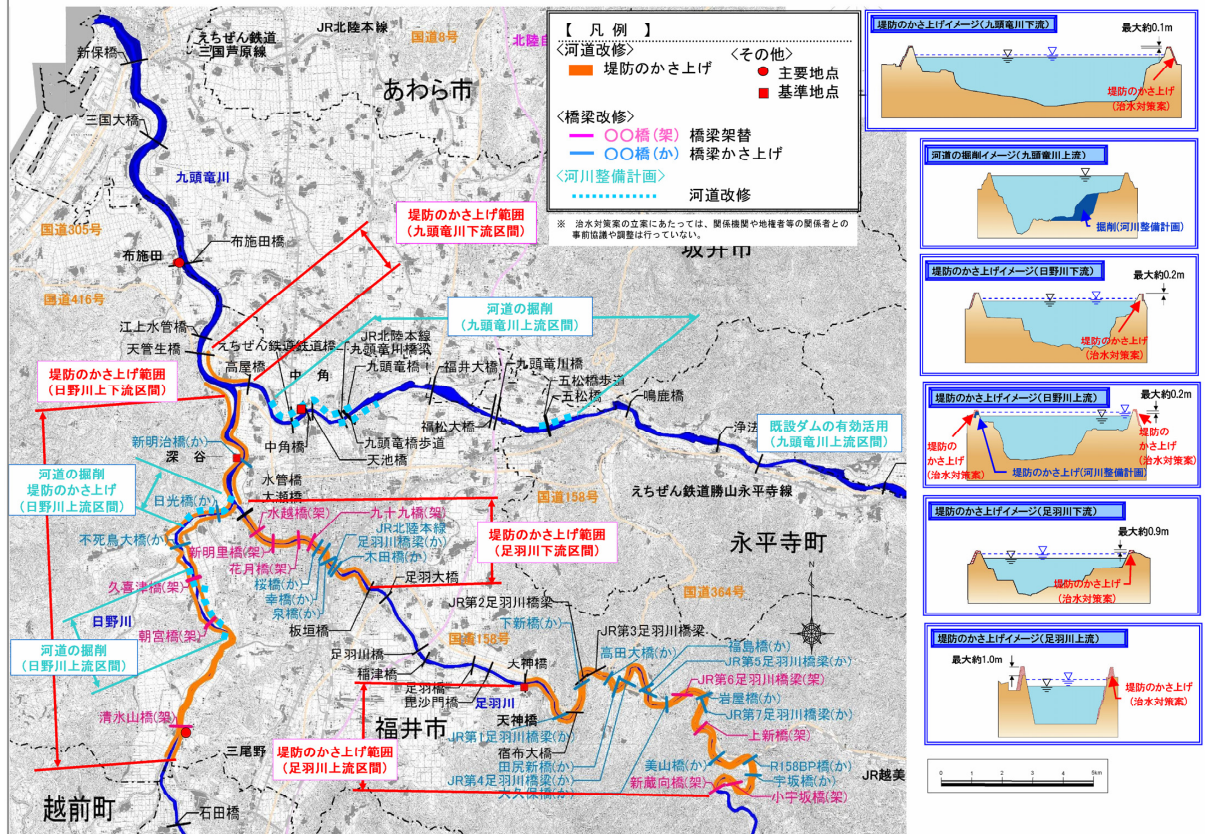 JR北陸本線
えちぜん鉄道
三国芦原線
国道8号
新保橋
あわら市
三国大橋
九頭竜川
国道305号
布施田橋
布施田
国道416号
江上水管橋
天菅生橋
【 凡 例 】
<河道改修>
堤防のかさ上げ
<その他>
主要地点
基準地点
<橋梁改修>
〇〇橋(架) 橋梁架替
〇〇橋(か) 橋梁かさ上げ
<河川整備計画>
河道改修
※ 治水対策案の立案にあたっては、関係機関や地権者等の関係者との
事前協議や調整は行っていない。
坂井市
堤防のかさ上げ範囲
(九頭竜川下流区間)
河道の掘削
(九頭竜川上流区間)
えちぜん鉄道鉄道橋
JR北陸本線
九頭竜川橋梁
九頭竜橋
福井大橋
九頭竜川橋
五松橋歩道
五松橋
鳴鹿橋
高屋橋
中 角
中角橋
天池橋
九頭竜橋歩道
福松大橋
浄法
既設ダムの有効活用
(九頭竜川上流区間)
えちぜん鉄道勝山永平寺線
堤防のかさ上げ範囲
(日野川上下流区間)
新明治橋(か)
深 谷
河道の掘削
堤防のかさ上げ
(日野川上流区間)
日光橋(か)
水管橋
大瀬橋
国道158号
水越橋(架)
九十九橋(架)
JR北陸本線
足羽川橋梁(か)
木田橋(か)
不死鳥大橋(か)
新明里橋(架)
花月橋(架)
桜橋(か)
幸橋(か)
泉橋(か)
堤防のかさ上げ範囲
(足羽川下流区間)
永平寺町
足羽大橋
久喜津橋(架)
日野川
朝宮橋(架)
河道の掘削
(日野川上流区間)
板垣橋
国道158号
国道364号
JR第2足羽川橋梁
下新橋(か)
JR第3足羽川橋梁
足羽川橋
稲津橋
足羽橋
毘沙門橋
足羽川
天神橋
高田大橋(か)
福島橋(か)
JR第5足羽川橋梁(か)
JR第6足羽川橋梁(架)
岩屋橋(か)
JR第7足羽川橋梁(か)
上新橋(架)
清水山橋(架)
三尾野
福井市
天神橋
JR第1足羽川橋梁(か)
宿布大橋
田尻新橋(か)
JR第4足羽川橋梁(か)
大久保橋(か)
堤防のかさ上げ範囲
(足羽川上流区間)
美山橋(か)
R158BP橋(か)
宇坂橋(か)
新蔵向橋(架)
小宇坂橋(架)
JR越美
越前町
石田橋
N
堤防のかさ上げイメージ(九頭竜川下流)
最大約0.1m
堤防のかさ上げ
(治水対策案)
河道の掘削イメージ(九頭竜川上流)
掘削(河川整備計画)
堤防のかさ上げイメージ(日野川下流)
最大約0.2m
堤防のかさ上げ
(治水対策案)
堤防のかさ上げイメージ(日野川上流)
最大約0.2m
堤防の
かさ上げ
(治水対策案)
堤防の
かさ上げ
(治水対策案)
堤防のかさ上げ(河川整備計画)
堤防のかさ上げイメージ(足羽川下流)
最大約0.9m
堤防のかさ上げ
(治水対策案)
堤防のかさ上げイメージ(足羽川上流)
最大約1.0m
堤防のかさ上げ
(治水対策案)
0 1 2 3 4 5km